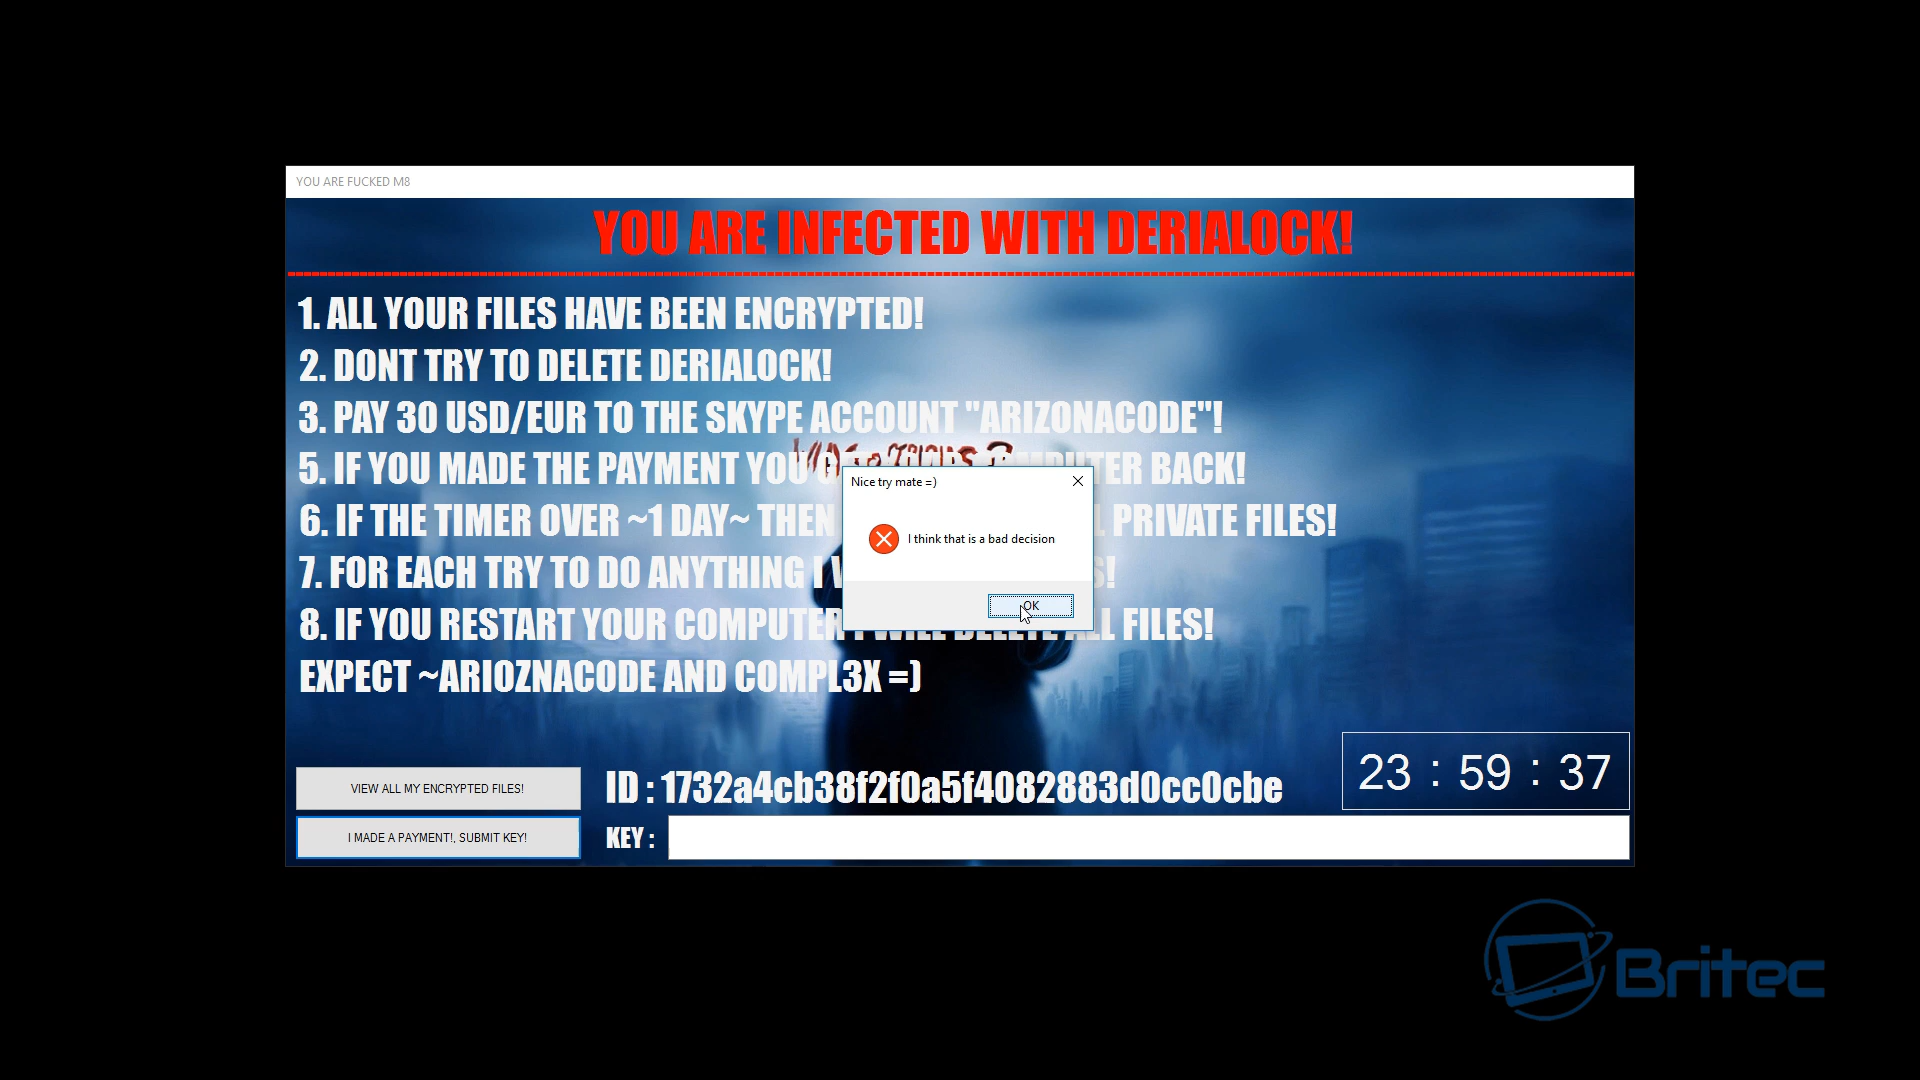 YOU ARE FUCKED M8
YOU ARE INFECTED WITH DERIALOCK!
1. ALL YOUR FILES HAVE BEEN ENCRYPTED!
2. DONT TRY TO DELETE DERIALOCK!
3. PAY 30 USD/EUR TO THE SKYPE ACCOUNT "ARIZONACODE"!
5. IF YOU MADE THE PAYMENT YOU BACK!
6. IF THE TIMER OVER ~1 DAY~ THEN PRIVATE FILES!
7. FOR EACH TRY TO DO ANYTHING I
8. IF YOU RESTART YOUR COMPUTER I WILL DELETE ALL FILES!
EXPECT ~ARIOZNACODE AND COMPL3X =)
Nice try mate =)
I think that is a bad decision
OK
VIEW ALL MY ENCRYPTED FILES!
ID : 1732a4cb38f2f0a5f4082883d0cc0cbe
23 : 59 : 37
I MADE A PAYMENT!, SUBMIT KEY!
KEY :
Britec